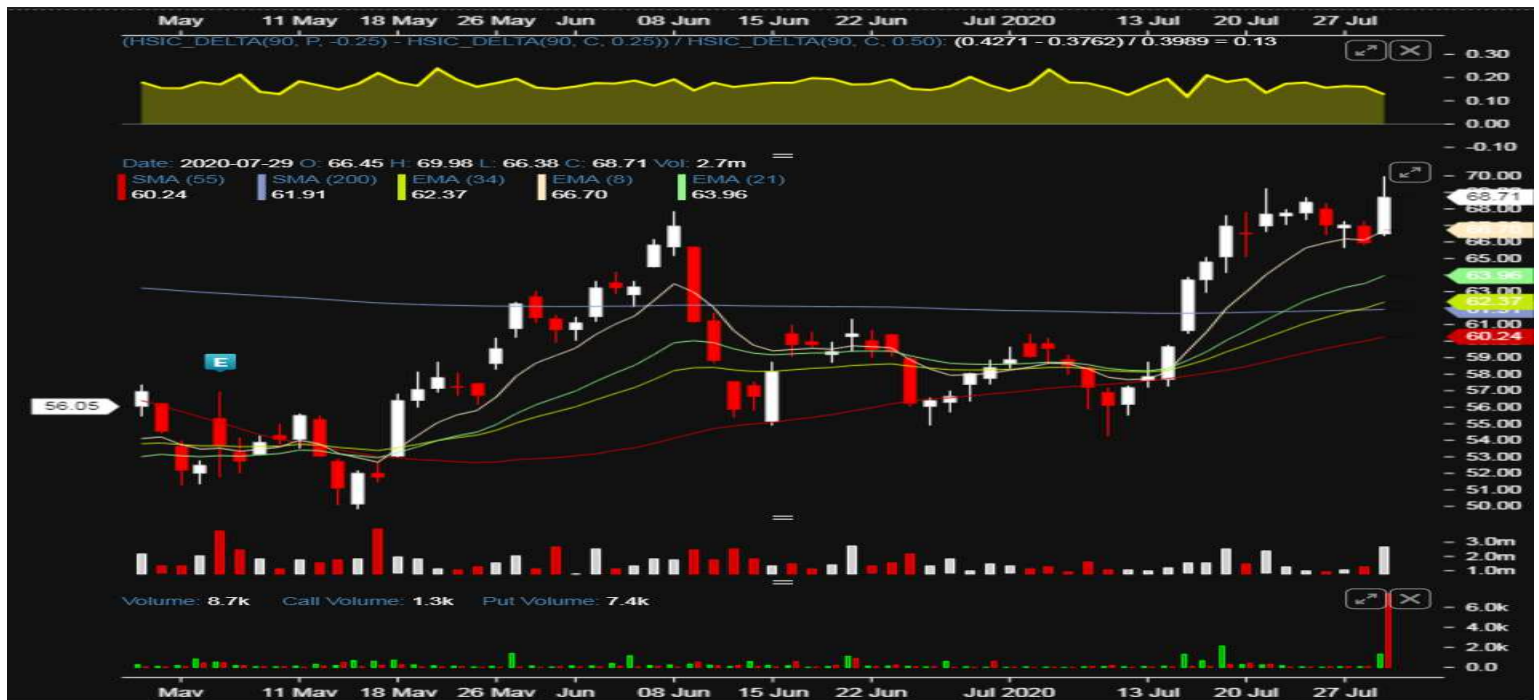 May 11 May 18 May 26 May Jun 08 Jun 15 Jun 22 Jun Jul 2020 13 Jul 20 Jul 27 Jul
(HSIC_DELTA(90, P, -0.25) - HSIC_DELTA(90, C, 0.25)) / HSIC_DELTA(90, C, 0.50): (0.4271 - 0.3762) / 0.3989 = 0.13
0.30
0.20
0.10
0.00
-0.10
Date: 2020-07-29 O: 66.45 H: 69.98 L: 66.38 C: 68.71 Vol: 2.7m
SMA (55) SMA (200) EMA (34) EMA (8) EMA (21)
60.24 61.91 62.37 66.70 63.96
70.00
68.71
68.00
66.70
66.00
65.00
63.96
63.00
62.37
61.00
60.24
59.00
58.00
57.00
56.00
55.00
54.00
53.00
52.00
51.00
50.00
E
56.05
3.0m
2.0m
1.0m
Volume: 8.7k Call Volume: 1.3k Put Volume: 7.4k
6.0k
4.0k
2.0k
0.0
May 11 May 18 May 26 May Jun 08 Jun 15 Jun 22 Jun Jul 2020 13 Jul 20 Jul 27 Jul